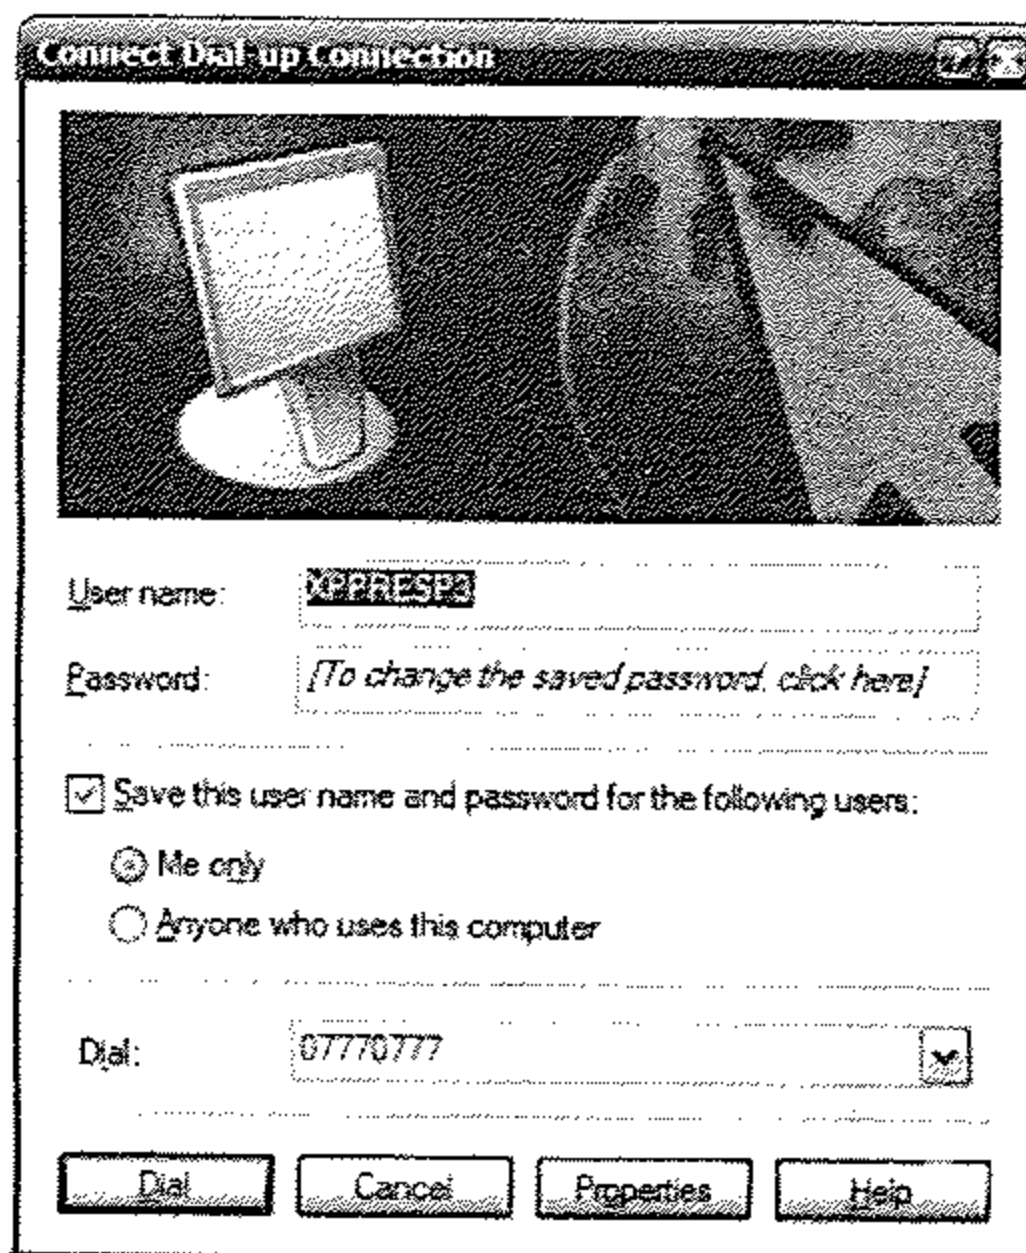 Connect Dial-up Connection
User name: XPPRESP3
Password: [To change the saved password, click here]
Save this user name and password for the following users:
Me only
Anyone who uses this computer
Dial: 07770777
Dial Cancel Properties Help